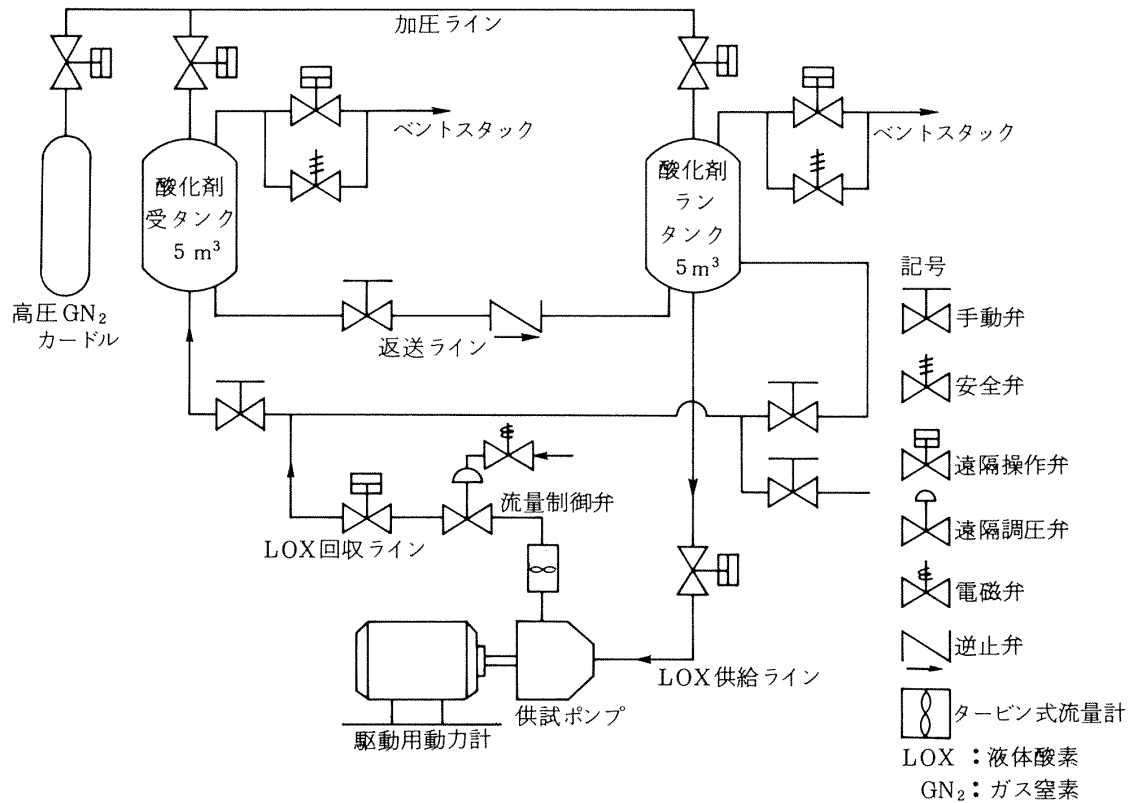 加圧ライン
ベントスタック
ベントスタック
酸化剤
受タンク
5 m³
酸化剤
ラン
タンク
5m³
高圧GN₂
カードル
返送ライン
流量制御弁
LOX回収ライン
LOX供給ライン
供試ポンプ
駆動用動力計
記号
手動弁
安全弁
遠隔操作弁
遠隔調圧弁
電磁弁
逆止弁
タービン式流量計
LOX:液体酸素
GN₂:ガス窒素